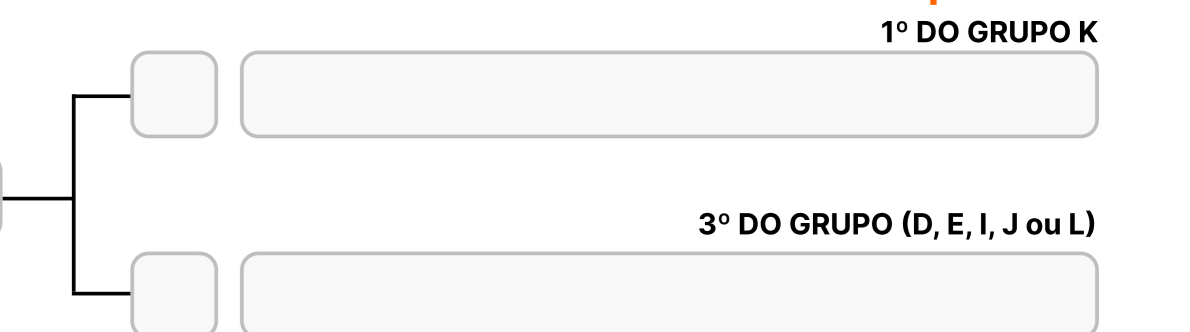 1º DO GRUPO K
3º DO GRUPO (D, E, I, J ou L)